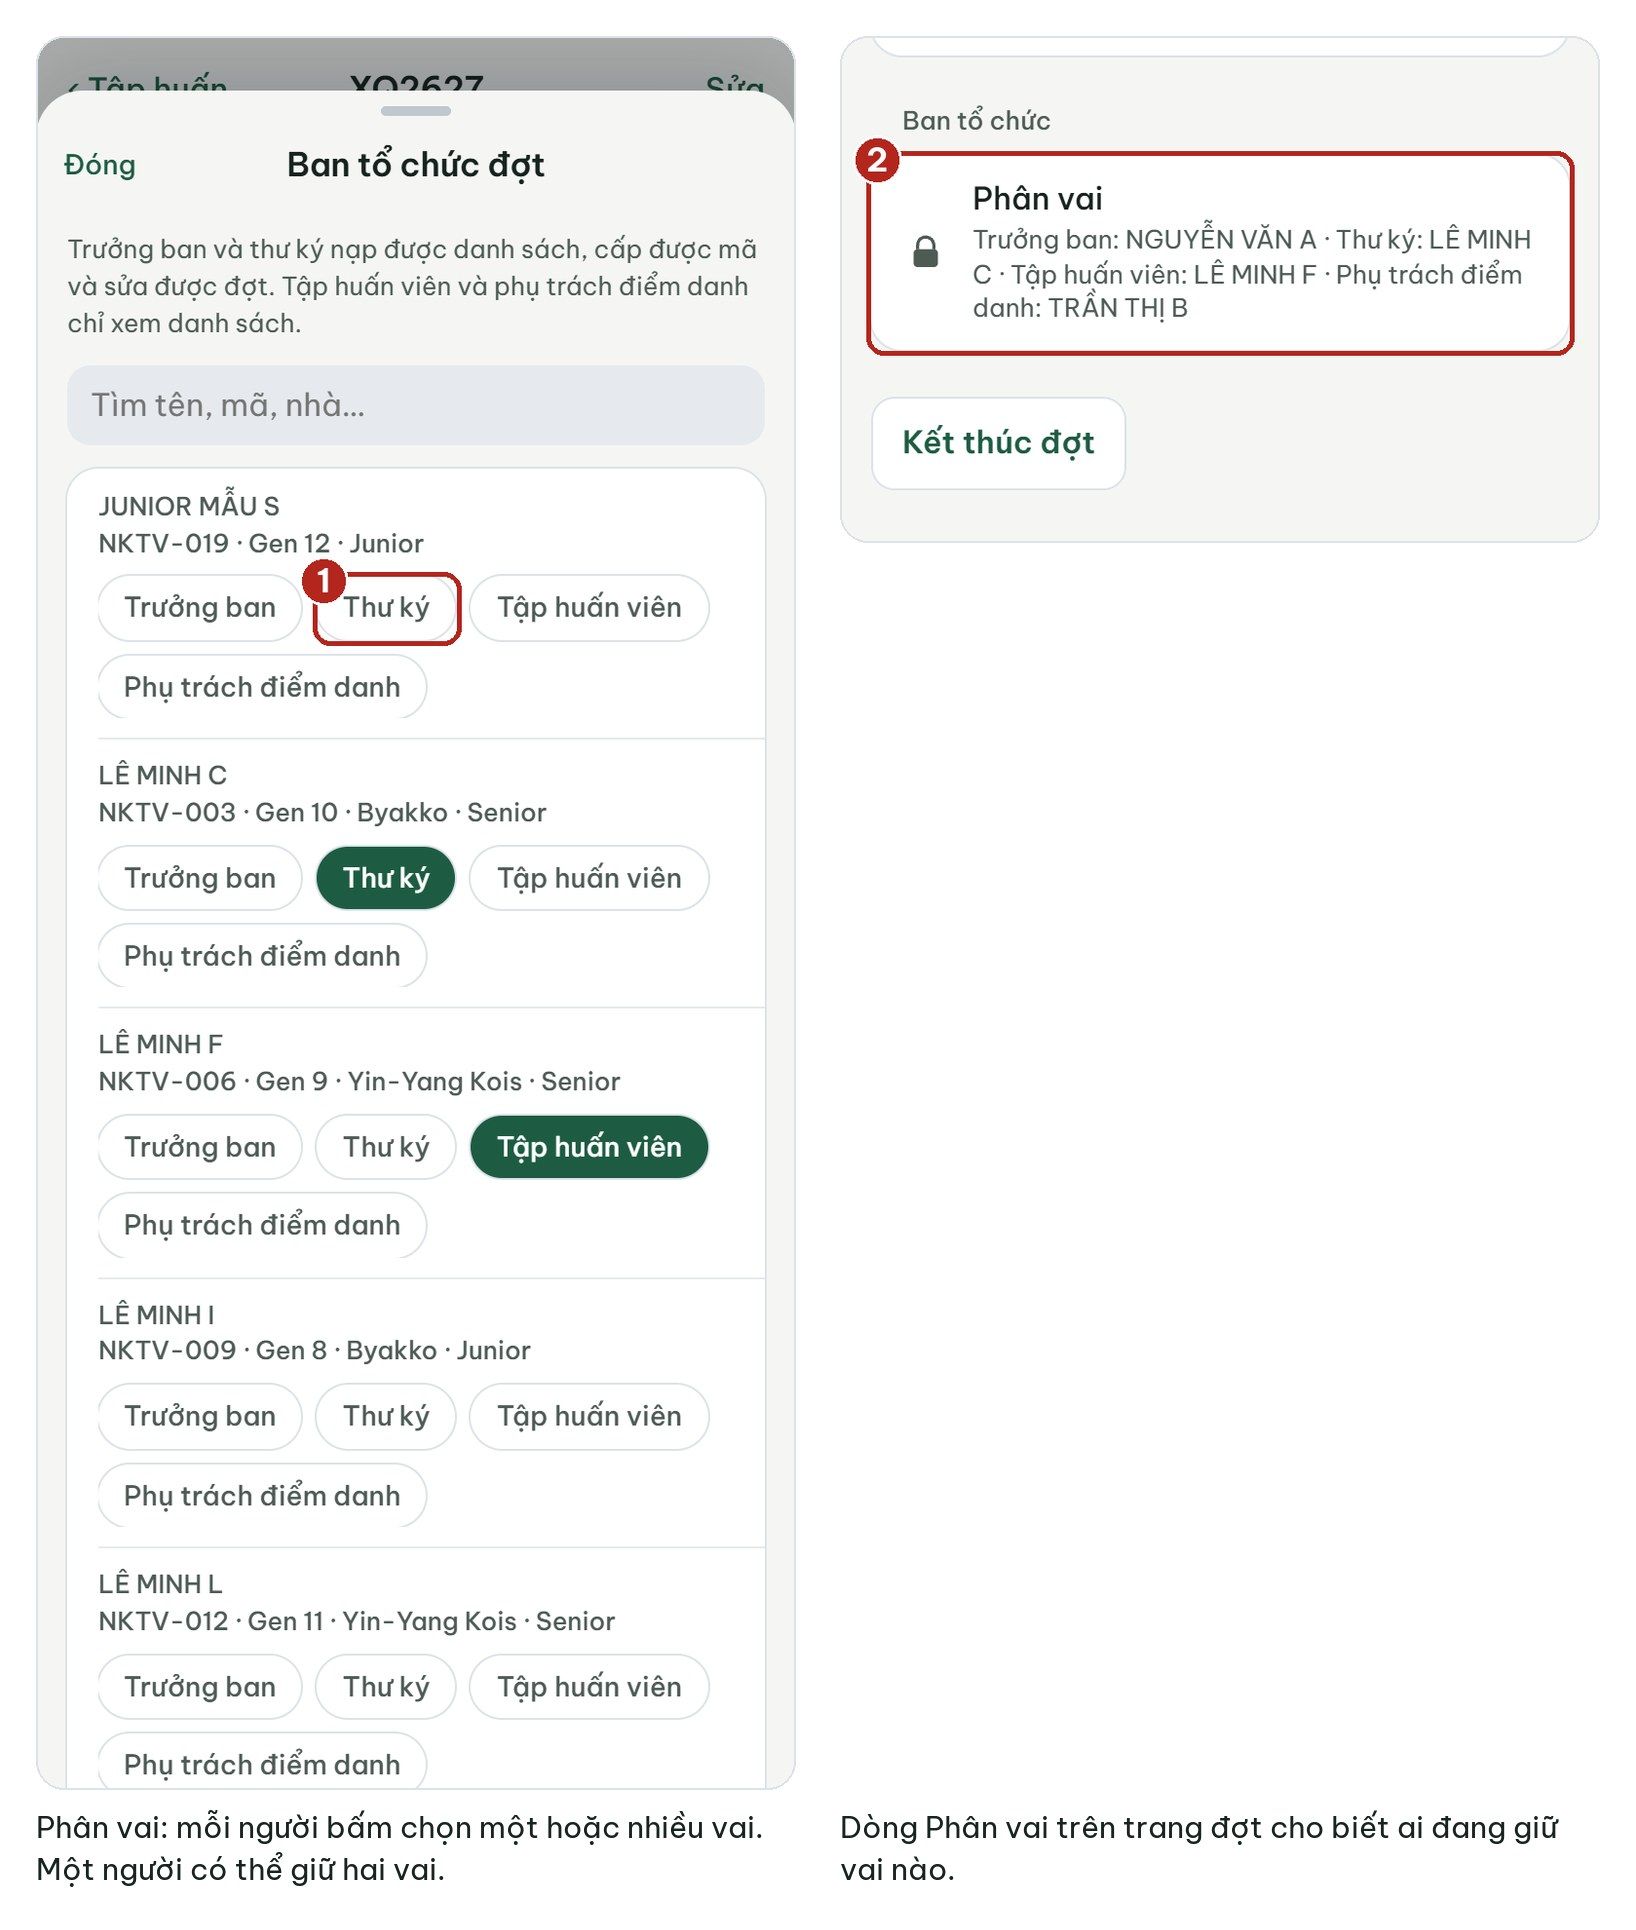 ‹ Tập huấn
XQ2627
Sửa
Đóng
Ban tổ chức đợt
Trưởng ban và thư ký nạp được danh sách, cấp được mã
và sửa được đợt. Tập huấn viên và phụ trách điểm danh
chỉ xem danh sách.
Tìm tên, mã, nhà...
JUNIOR MẪU S
NKTV-019 · Gen 12 · Junior
Trưởng ban
1
Thư ký
Tập huấn viên
Phụ trách điểm danh
LÊ MINH C
NKTV-003 · Gen 10 · Byakko · Senior
Trưởng ban
Thư ký
Tập huấn viên
Phụ trách điểm danh
LÊ MINH F
NKTV-006 · Gen 9 · Yin-Yang Kois · Senior
Trưởng ban
Thư ký
Tập huấn viên
Phụ trách điểm danh
LÊ MINH I
NKTV-009 · Gen 8 · Byakko · Junior
Trưởng ban
Thư ký
Tập huấn viên
Phụ trách điểm danh
LÊ MINH L
NKTV-012 · Gen 11 · Yin-Yang Kois · Senior
Trưởng ban
Thư ký
Tập huấn viên
Phụ trách điểm danh
Phân vai: mỗi người bấm chọn một hoặc nhiều vai.
Một người có thể giữ hai vai.
Ban tổ chức
2
Phân vai
Trưởng ban: NGUYỄN VĂN A · Thư ký: LÊ MINH
C · Tập huấn viên: LÊ MINH F · Phụ trách điểm
danh: TRẦN THỊ B
Kết thúc đợt
Dòng Phân vai trên trang đợt cho biết ai đang giữ
vai nào.